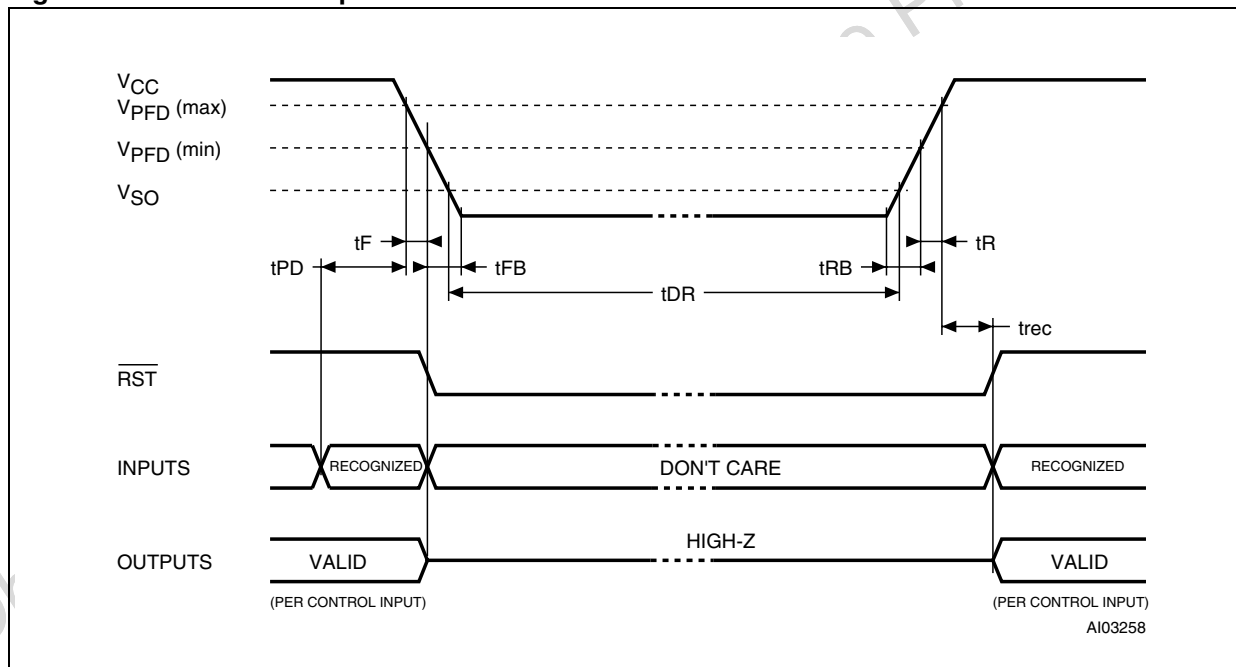 VCC
VPFD (max)
VPFD (min)
VSO
tF
tPD
tFB
tDR
tRB
tR
trec
RST
INPUTS
RECOGNIZED
DON'T CARE
RECOGNIZED
OUTPUTS
VALID
HIGH-Z
VALID
(PER CONTROL INPUT)
(PER CONTROL INPUT)
AI03258